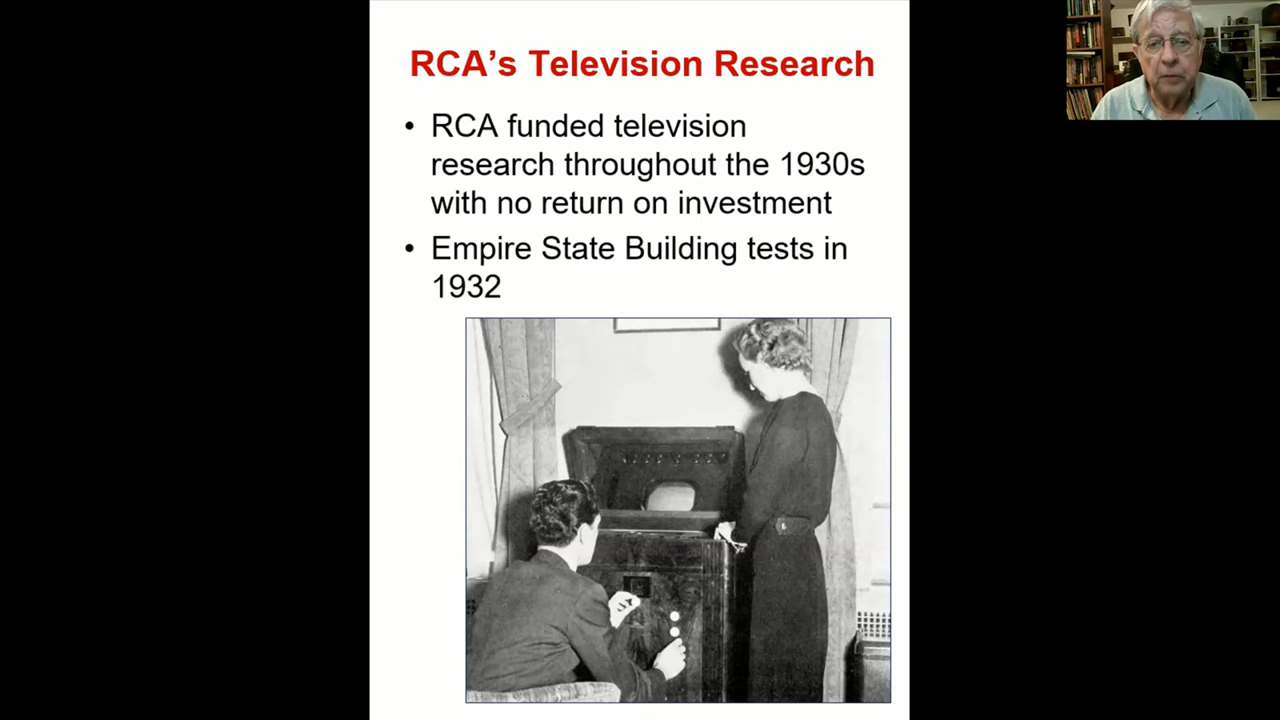 RCA’s Television Research
• RCA funded television
research throughout the 1930s
with no return on investment
• Empire State Building tests in
1932